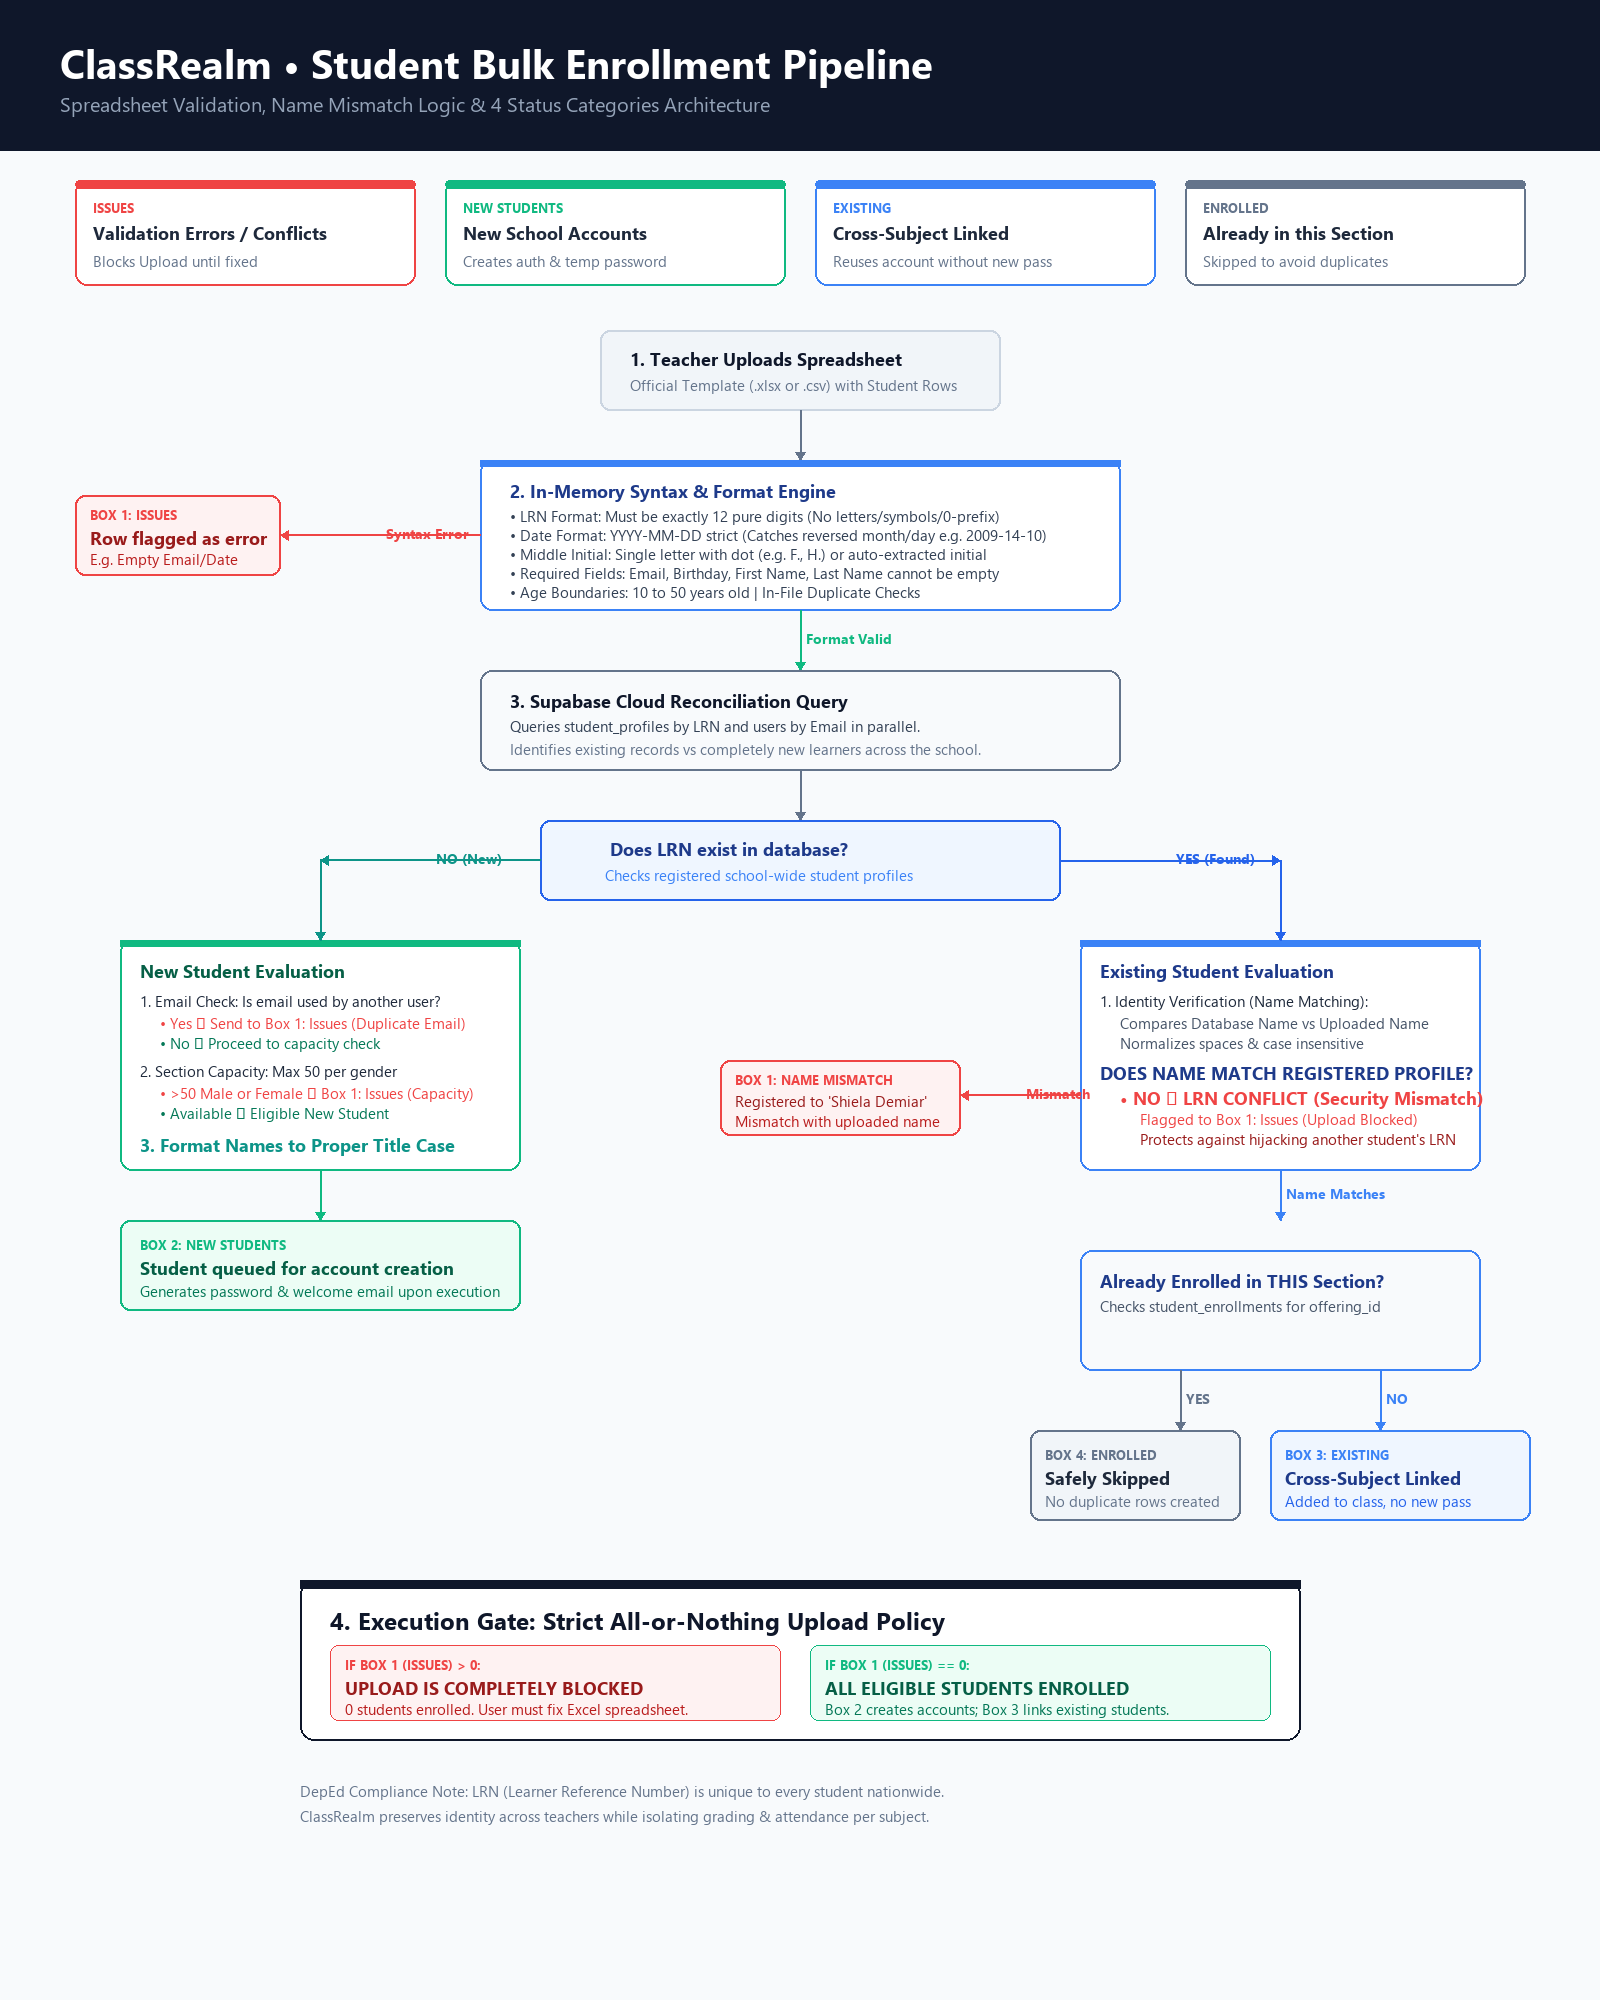 ClassRealm • Student Bulk Enrollment Pipeline
Spreadsheet Validation, Name Mismatch Logic & 4 Status Categories Architecture
ISSUES
Validation Errors / Conflicts
Blocks Upload until fixed
NEW STUDENTS
New School Accounts
Creates auth & temp password
EXISTING
Cross-Subject Linked
Reuses account without new pass
ENROLLED
Already in this Section
Skipped to avoid duplicates
1. Teacher Uploads Spreadsheet
Official Template (.xlsx or .csv) with Student Rows
2. In-Memory Syntax & Format Engine
• LRN Format: Must be exactly 12 pure digits (No letters/symbols/0-prefix)
• Date Format: YYYY-MM-DD strict (Catches reversed month/day e.g. 2009-14-10)
• Middle Initial: Single letter with dot (e.g. F., H.) or auto-extracted initial
• Required Fields: Email, Birthday, First Name, Last Name cannot be empty
• Age Boundaries: 10 to 50 years old | In-File Duplicate Checks
BOX 1: ISSUES
Row flagged as error
E.g. Empty Email/Date
Syntax Error
Format Valid
3. Supabase Cloud Reconciliation Query
Queries student_profiles by LRN and users by Email in parallel.
Identifies existing records vs completely new learners across the school.
Does LRN exist in database?
Checks registered school-wide student profiles
NO (New)
YES (Found)
New Student Evaluation
1. Email Check: Is email used by another user?
• Yes ▯ Send to Box 1: Issues (Duplicate Email)
• No ▯ Proceed to capacity check
2. Section Capacity: Max 50 per gender
• >50 Male or Female ▯ Box 1: Issues (Capacity)
• Available ▯ Eligible New Student
3. Format Names to Proper Title Case
BOX 2: NEW STUDENTS
Student queued for account creation
Generates password & welcome email upon execution
Existing Student Evaluation
1. Identity Verification (Name Matching):
Compares Database Name vs Uploaded Name
Normalizes spaces & case insensitive
DOES NAME MATCH REGISTERED PROFILE?
• NO ▯ LRN CONFLICT (Security Mismatch)
Flagged to Box 1: Issues (Upload Blocked)
Protects against hijacking another student's LRN
Mismatch
BOX 1: NAME MISMATCH
Registered to 'Shiela Demiar'
Mismatch with uploaded name
Name Matches
Already Enrolled in THIS Section?
Checks student_enrollments for offering_id
YES
NO
BOX 4: ENROLLED
Safely Skipped
No duplicate rows created
BOX 3: EXISTING
Cross-Subject Linked
Added to class, no new pass
4. Execution Gate: Strict All-or-Nothing Upload Policy
IF BOX 1 (ISSUES) > 0:
UPLOAD IS COMPLETELY BLOCKED
0 students enrolled. User must fix Excel spreadsheet.
IF BOX 1 (ISSUES) == 0:
ALL ELIGIBLE STUDENTS ENROLLED
Box 2 creates accounts; Box 3 links existing students.
DepEd Compliance Note: LRN (Learner Reference Number) is unique to every student nationwide.
ClassRealm preserves identity across teachers while isolating grading & attendance per subject.